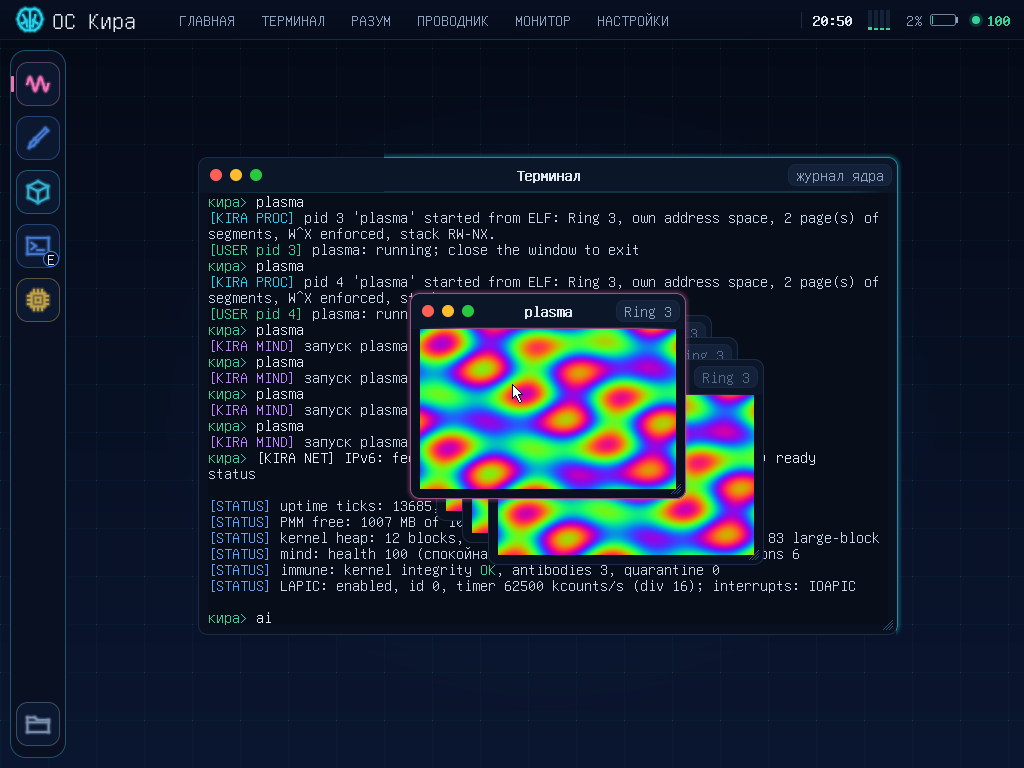 ОС Кира
ГЛАВНАЯ ТЕРМИНАЛ РАЗУМ ПРОВОДНИК МОНИТОР НАСТРОЙКИ
20:50 2% 100
Терминал
журнал ядра
кира> plasma
[KIRA PROC] pid 3 'plasma' started from ELF: Ring 3, own address space, 2 page(s) of
segments, W^X enforced, stack RW-NX.
[USER pid 3] plasma: running; close the window to exit
кира> plasma
[KIRA PROC] pid 4 'plasma' started from ELF: Ring 3, own address space, 2 page(s) of
segments, W^X enforced,
[USER pid 4] plasma:
plasma
Ring 3
кира> plasma
[KIRA MIND] запуск plasma
3
кира> plasma
ing 3
[KIRA MIND] запуск plasma
Ring 3
кира> plasma
[KIRA MIND] запуск plasma
кира> plasma
[KIRA MIND] запуск plasma
кира> [KIRA NET] IPv6: ready
status
[STATUS] uptime ticks: 13685
[STATUS] PMM free: 1007 MB of
[STATUS] kernel heap: 12 blocks, 83 large-block
[STATUS] mind: health 100 ons 6
[STATUS] immune: kernel integrity OK, antibodies 3, quarantine 0
[STATUS] LAPIC: enabled, id 0, timer 62500 kcounts/s (div 16); interrupts: IOAPIC
кира> ai
E